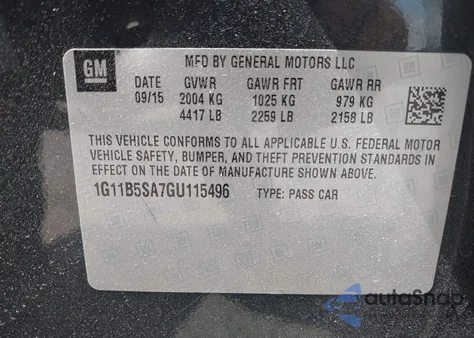 GM MFD BY GENERAL MOTORS LLC
DATE GVWR GAWR FRT GAWR RR
09/15 2004 KG 1025 KG 979 KG
4417 LB 2259 LB 2158 LB
THIS VEHICLE CONFORMS TO ALL APPLICABLE U.S. FEDERAL MOTOR
VEHICLE SAFETY, BUMPER, AND THEFT PREVENTION STANDARDS IN
EFFECT ON THE DATE OF MANUFACTURE SHOWN ABOVE.
1G11B5SA7GU115496 TYPE: PASS CAR
autoSnap